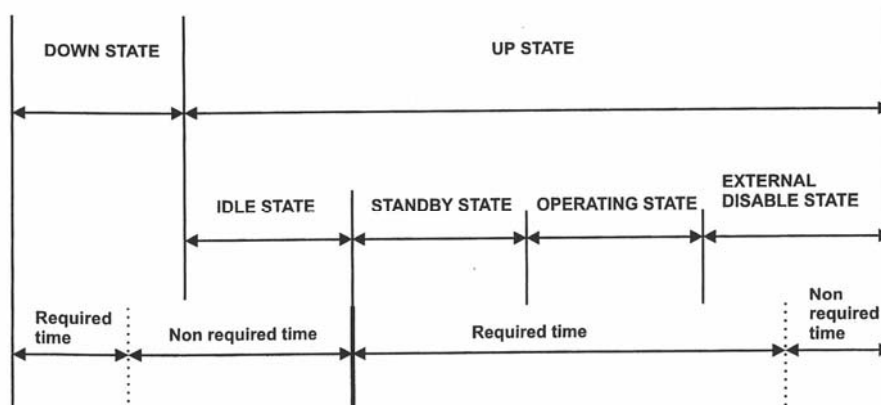 DOWN STATE
UP STATE
IDLE STATE
STANDBY STATE
OPERATING STATE
EXTERNAL
DISABLE STATE
Required
time
Non required time
Required time
Non
required
time